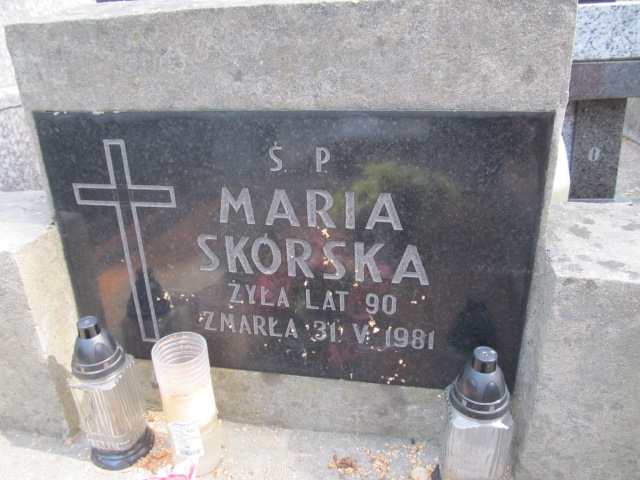 Ś. P.
MARIA
SKÓRSKA
ŻYŁA LAT 90
ZMARŁA 31. V. 1981